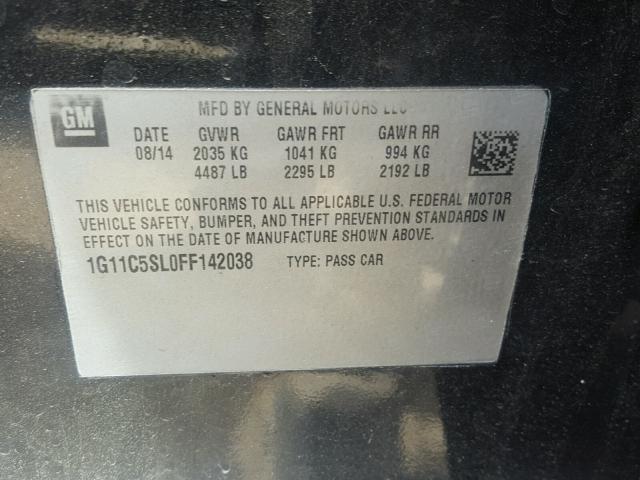 GM
MFD BY GENERAL MOTORS LLC
DATE GVWR GAWR FRT GAWR RR
08/14 2035 KG 1041 KG 994 KG
4487 LB 2295 LB 2192 LB
THIS VEHICLE CONFORMS TO ALL APPLICABLE U.S. FEDERAL MOTOR
VEHICLE SAFETY, BUMPER, AND THEFT PREVENTION STANDARDS IN
EFFECT ON THE DATE OF MANUFACTURE SHOWN ABOVE.
1G11C5SL0FF142038 TYPE: PASS CAR